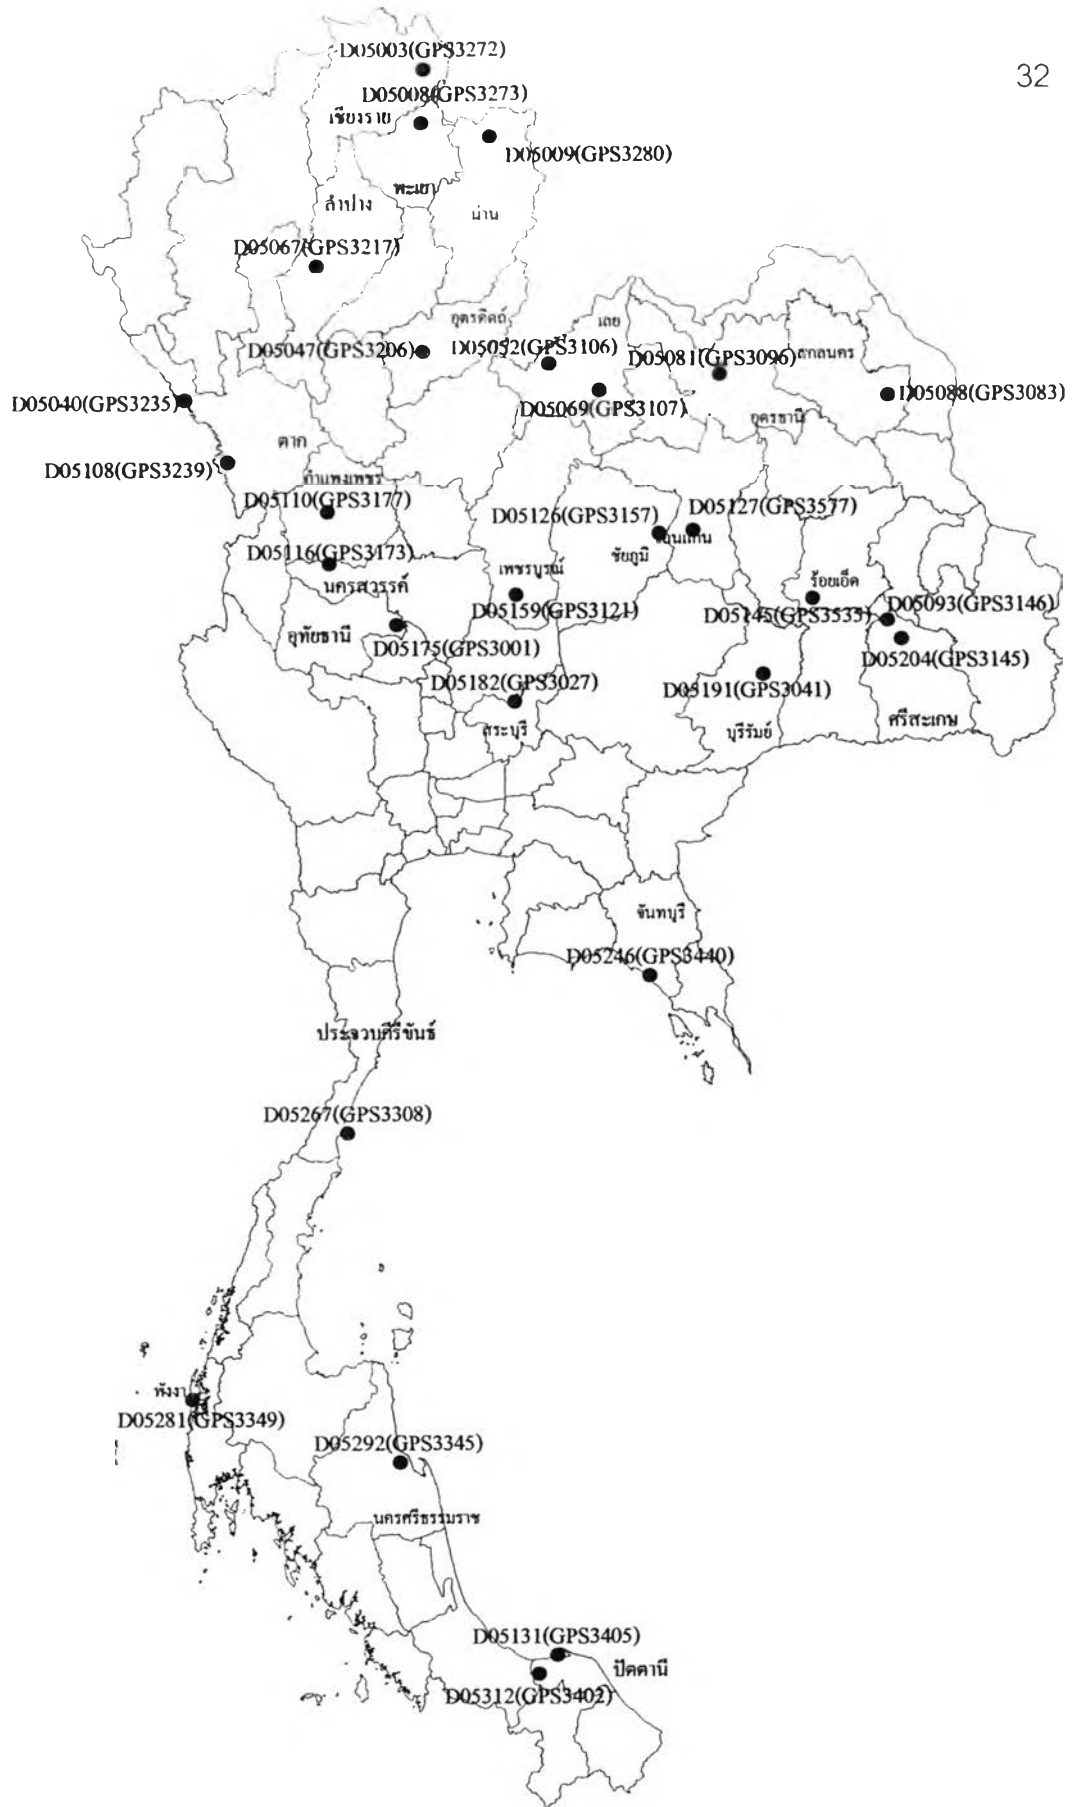 32
D05003(GPS3272)
D05008(GPS3273)
เชียงราย
D05009(GPS3280)
พะเยา
ลำปาง
น่าน
D05067(GPS3217)
อุตรดิตถ์
เลย
D05047(GPS3206)
D05052(GPS3106)
D05081(GPS3096)
สกลนคร
D05040(GPS3235)
D05069(GPS3107)
D05088(GPS3083)
อุดรธานี
ตาก
D05108(GPS3239)
กำแพงเพชร
D05110(GPS3177)
D05126(GPS3157)
D05127(GPS3577)
ขอนแก่น
D05116(GPS3173)
ชัยภูมิ
นครสวรรค์
เพชรบูรณ์
ร้อยเอ็ด
D05159(GPS3121)
D05145(GPS3535)
D05093(GPS3146)
อุทัยธานี
D05175(GPS3001)
D05204(GPS3145)
D05182(GPS3027)
D05191(GPS3041)
สระบุรี
บุรีรัมย์
ศรีสะเกษ
จันทบุรี
D05246(GPS3440)
ประจวบคีรีขันธ์
D05267(GPS3308)
พังงา
D05281(GPS3349)
D05292(GPS3345)
นครศรีธรรมราช
D05131(GPS3405)
ปัตตานี
D05312(GPS3402)